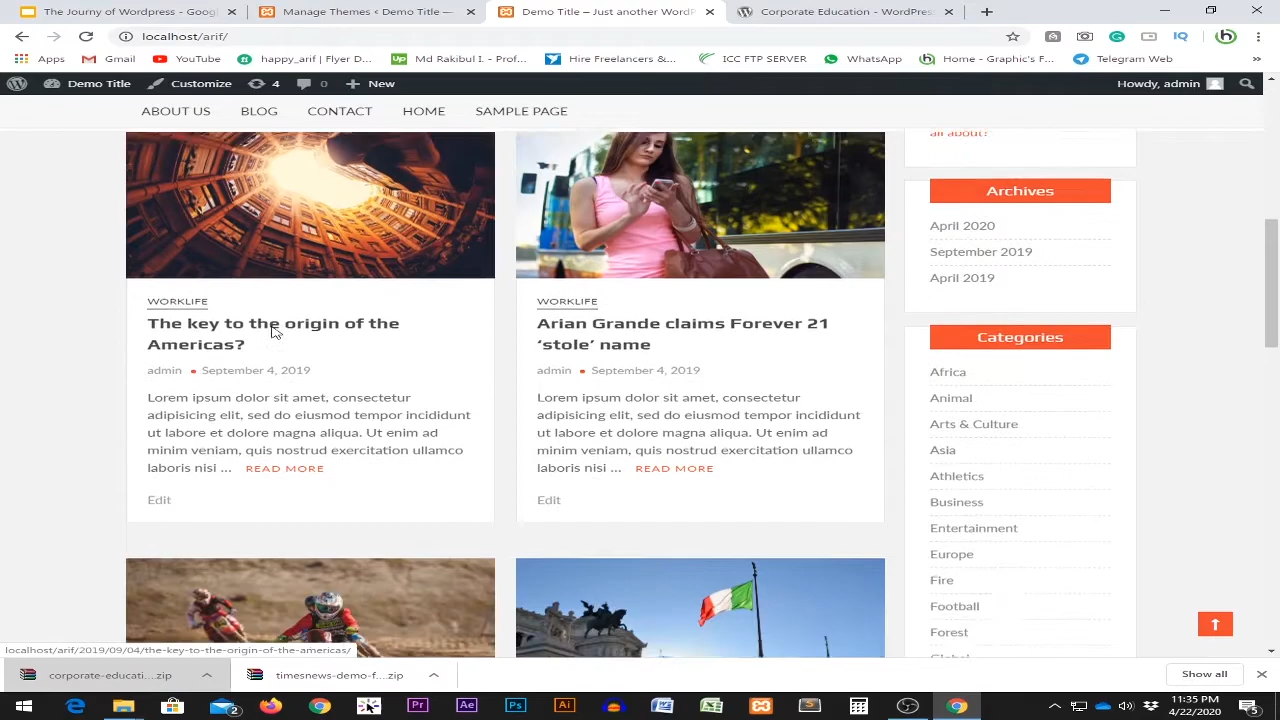 The Journy of Wordpress - Googl
Manage Themes ‹ Demo Title —
Demo Title – Just another WordP
Corporate Education - WordPress
localhost/arif/
Apps
Gmail
YouTube
happy_arif | Flyer D...
Md Rakibul I. - Prof...
Hire Freelancers &...
ICC FTP SERVER
WhatsApp
Home - Graphic's F...
Telegram Web
»
Demo Title
Customize
4
0
New
Howdy, admin
ABOUT US
BLOG
CONTACT
HOME
SAMPLE PAGE
WORKLIFE
The key to the origin of the
Americas?
admin
September 4, 2019
Lorem ipsum dolor sit amet, consectetur
adipisicing elit, sed do eiusmod tempor incididunt
ut labore et dolore magna aliqua. Ut enim ad
minim veniam, quis nostrud exercitation ullamco
laboris nisi ... READ MORE
Edit
WORKLIFE
Arian Grande claims Forever 21
‘stole’ name
admin
September 4, 2019
Lorem ipsum dolor sit amet, consectetur
adipisicing elit, sed do eiusmod tempor incididunt
ut labore et dolore magna aliqua. Ut enim ad
minim veniam, quis nostrud exercitation ullamco
laboris nisi ... READ MORE
Edit
all about?
Archives
April 2020
September 2019
April 2019
Categories
Africa
Animal
Arts & Culture
Asia
Athletics
Business
Entertainment
Europe
Fire
Football
Forest
localhost/arif/2019/09/04/the-key-to-the-origin-of-the-americas/
corporate-educati....zip
timesnews-demo-f....zip
Show all
11:35 PM
4/22/2020